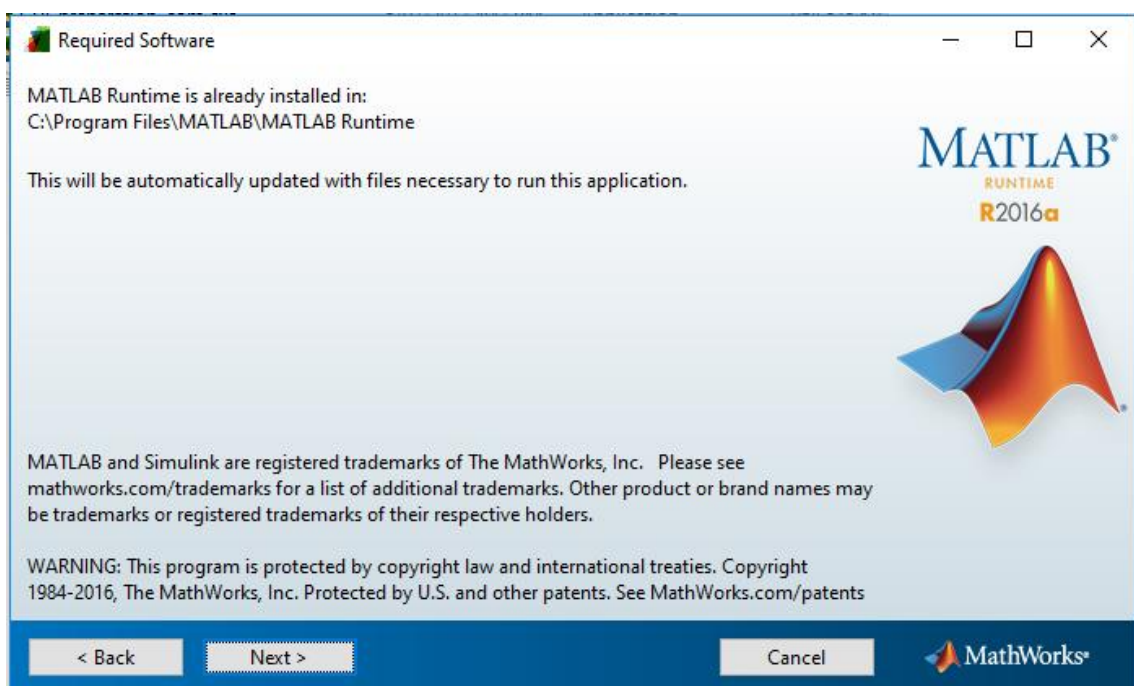 Required Software
MATLAB Runtime is already installed in:
C:\Program Files\MATLAB\MATLAB Runtime
This will be automatically updated with files necessary to run this application.
MATLAB®
RUNTIME
R2016a
MATLAB and Simulink are registered trademarks of The MathWorks, Inc.   Please see
mathworks.com/trademarks for a list of additional trademarks. Other product or brand names may
be trademarks or registered trademarks of their respective holders.
WARNING: This program is protected by copyright law and international treaties. Copyright
1984-2016, The MathWorks, Inc. Protected by U.S. and other patents. See MathWorks.com/patents
< Back
Next >
Cancel
MathWorks®